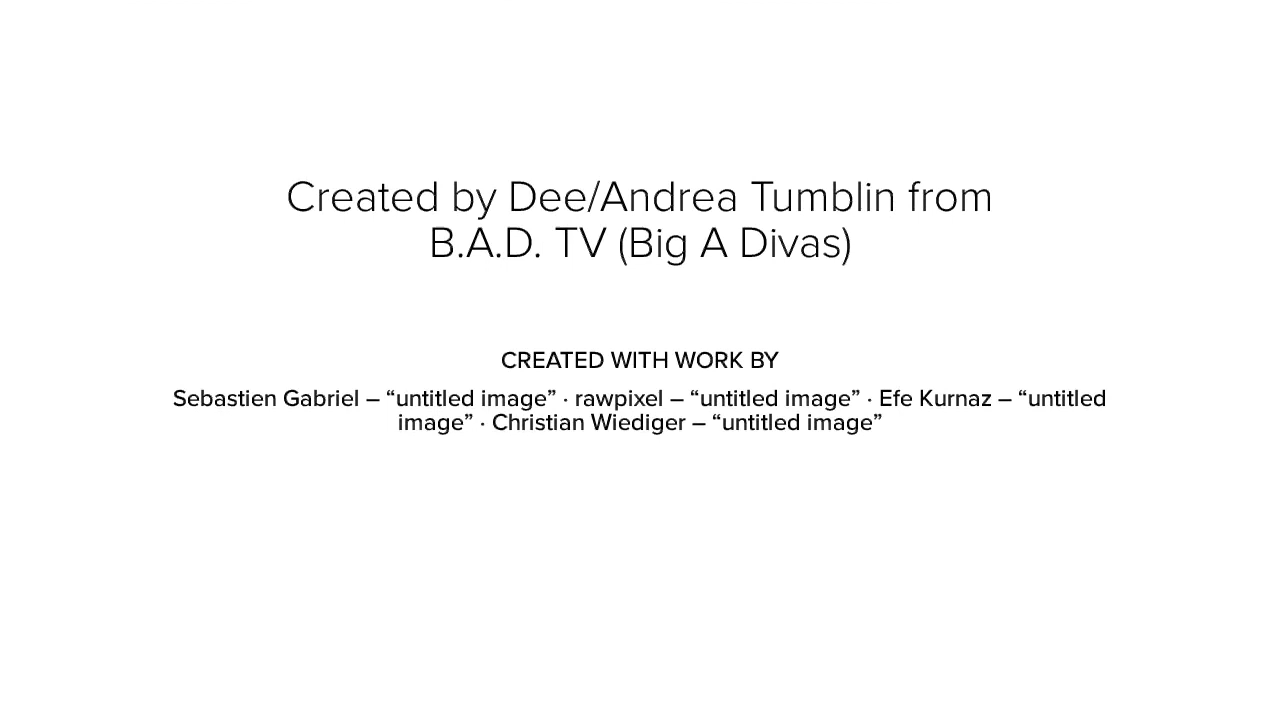 Created by Dee/Andrea Tumblin from
B.A.D. TV (Big A Divas)
CREATED WITH WORK BY
Sebastien Gabriel – “untitled image” · rawpixel – “untitled image” · Efe Kurnaz – “untitled
image” · Christian Wiediger – “untitled image”